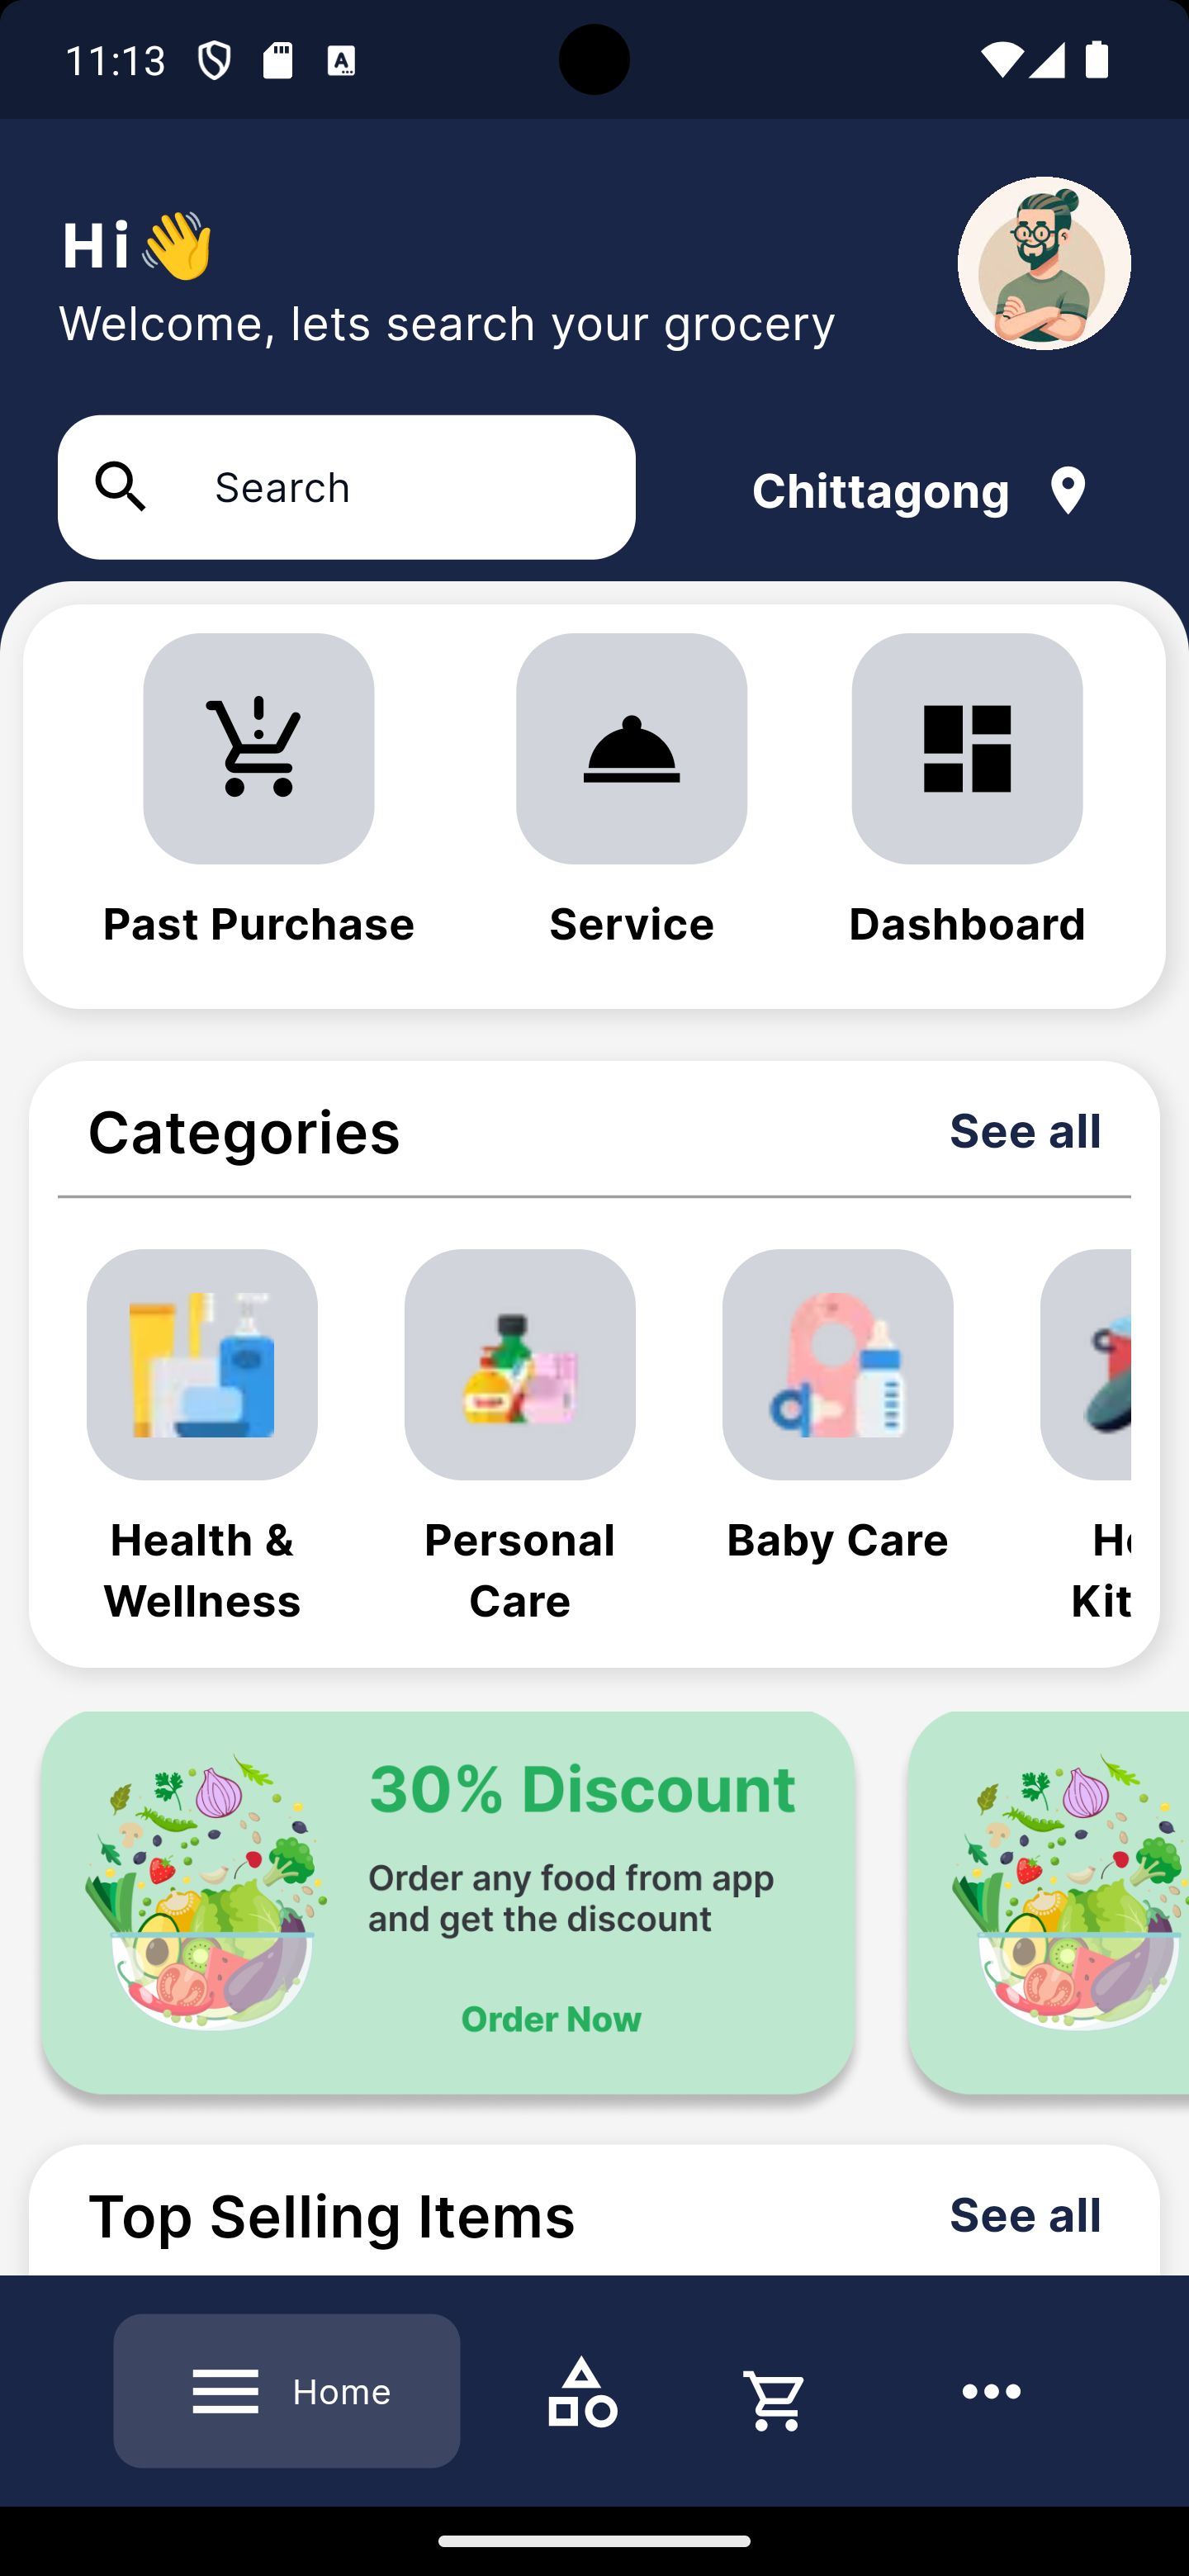 11:13
Hi👋
Welcome, lets search your grocery
Search
Chittagong
Past Purchase
Service
Dashboard
Categories
See all
Health &
Wellness
Personal
Care
Baby Care
Kit
30% Discount
Order any food from app
and get the discount
Order Now
Top Selling Items
See all
Home